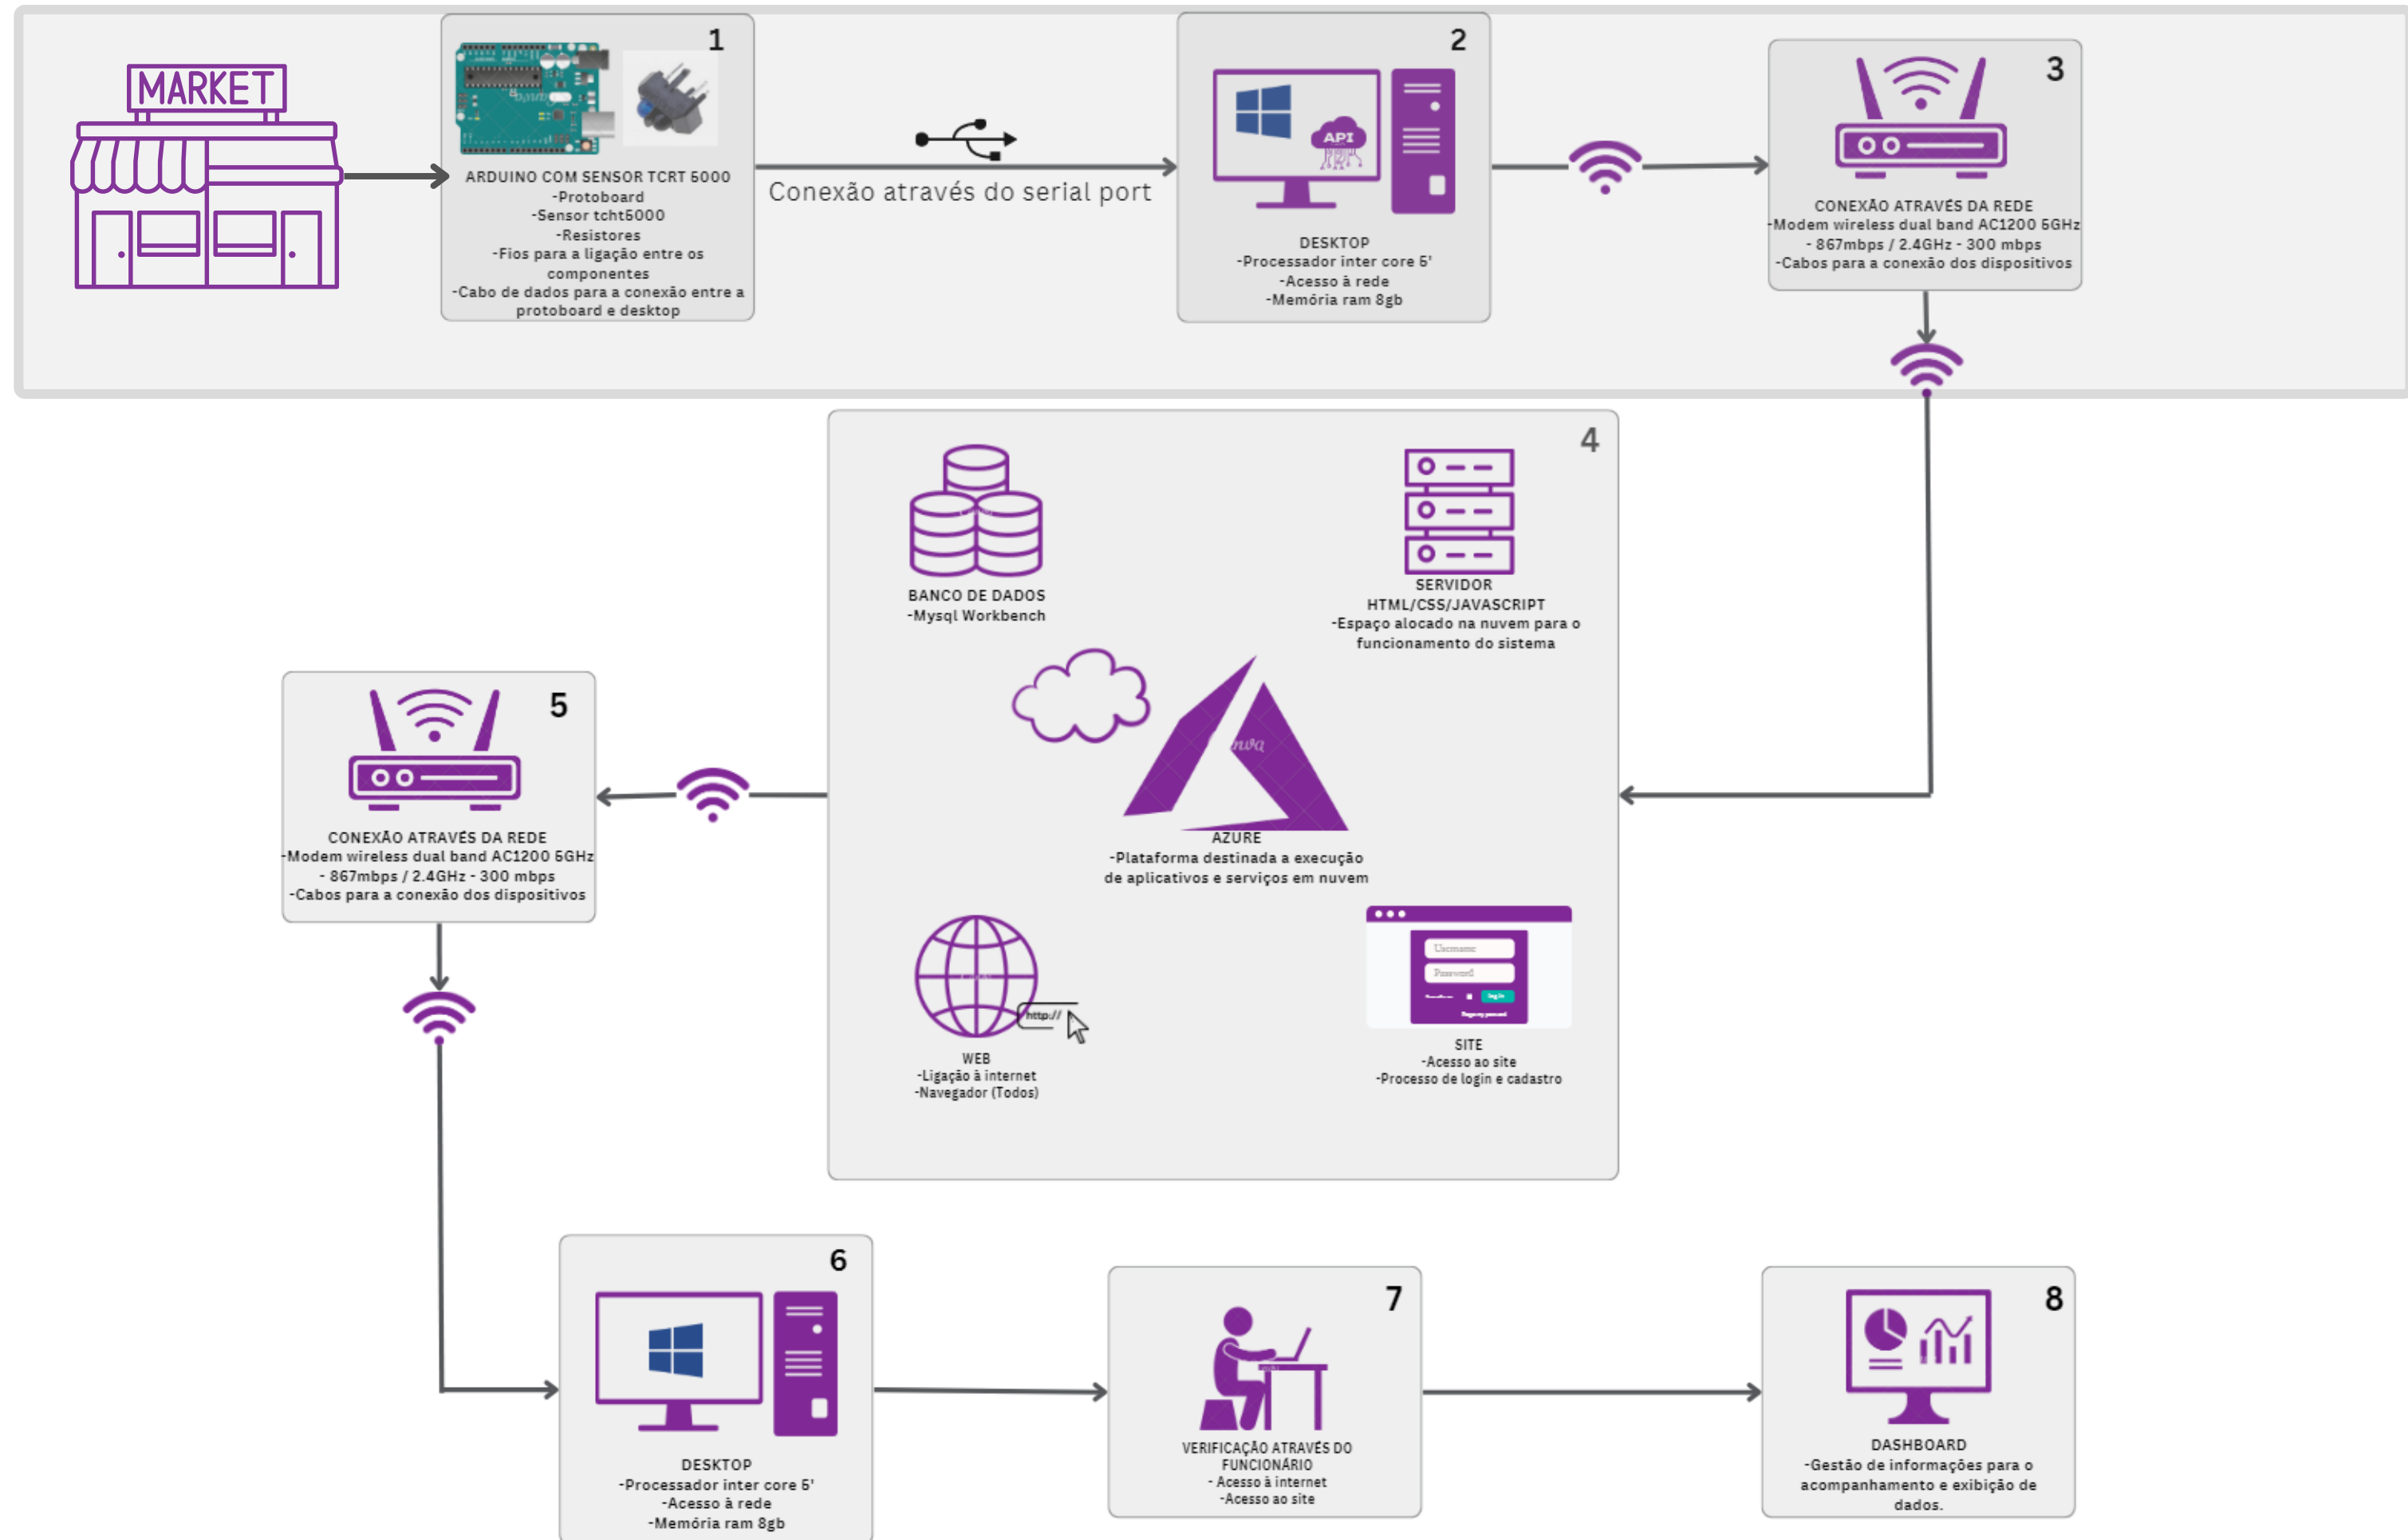 MARKET
1
ARDUINO COM SENSOR TCRT 5000
-Protoboard
-Sensor tcht5000
-Resistores
-Fios para a ligação entre os
componentes
-Cabo de dados para a conexão entre a
protoboard e desktop
Conexão através do serial port
2
API
DESKTOP
-Processador inter core 5'
-Acesso à rede
-Memória ram 8gb
3
CONEXÃO ATRAVÉS DA REDE
-Modem wireless dual band AC1200 5GHz
- 867mbps / 2.4GHz - 300 mbps
-Cabos para a conexão dos dispositivos
4
BANCO DE DADOS
-Mysql Workbench
SERVIDOR
HTML/CSS/JAVASCRIPT
-Espaço alocado na nuvem para o
funcionamento do sistema
AZURE
-Plataforma destinada a execução
de aplicativos e serviços em nuvem
http://
WEB
-Ligação à internet
-Navegador (Todos)
Username
Password
log in
SITE
-Acesso ao site
-Processo de login e cadastro
5
CONEXÃO ATRAVÉS DA REDE
-Modem wireless dual band AC1200 5GHz
- 867mbps / 2.4GHz - 300 mbps
-Cabos para a conexão dos dispositivos
6
DESKTOP
-Processador inter core 5'
-Acesso à rede
-Memória ram 8gb
7
VERIFICAÇÃO ATRAVÉS DO
FUNCIONÁRIO
- Acesso à internet
-Acesso ao site
8
DASHBOARD
-Gestão de informações para o
acompanhamento e exibição de
dados.